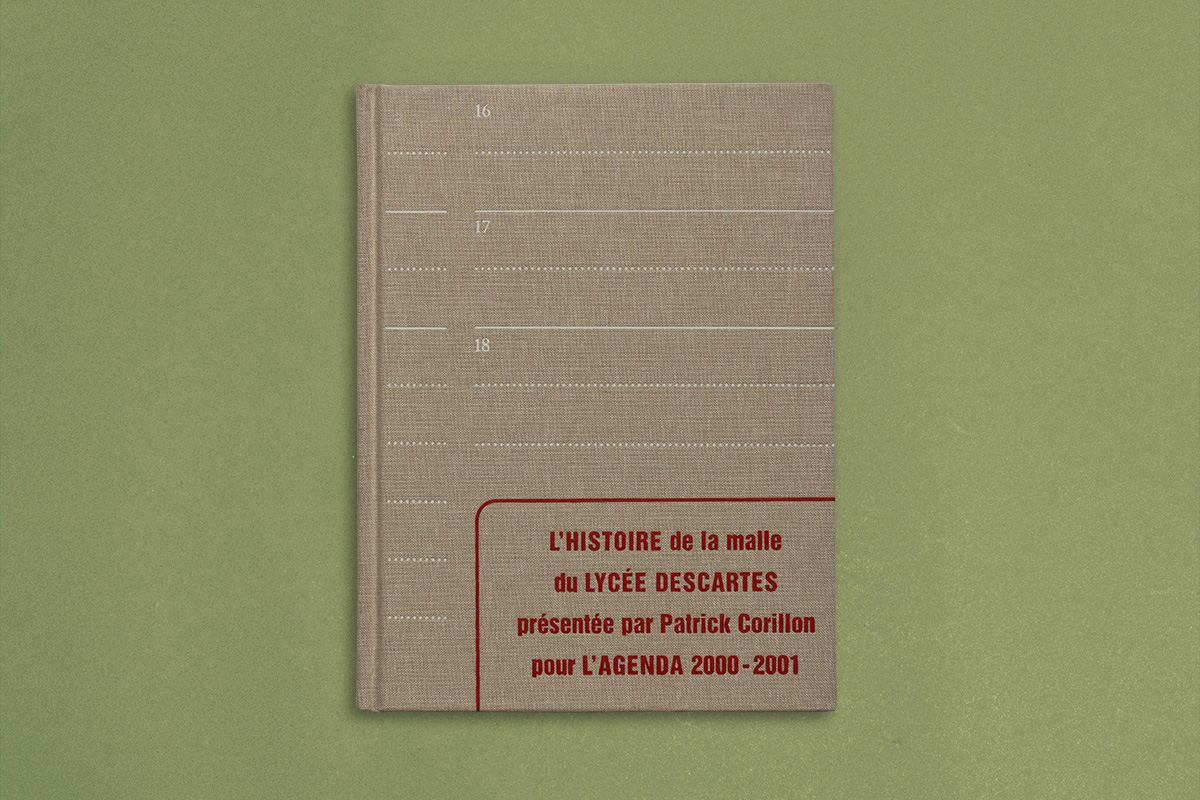 16
17
18
L'HISTOIRE de la malle
du LYCÉE DESCARTES
présentée par Patrick Corillon
pour L'AGENDA 2000-2001